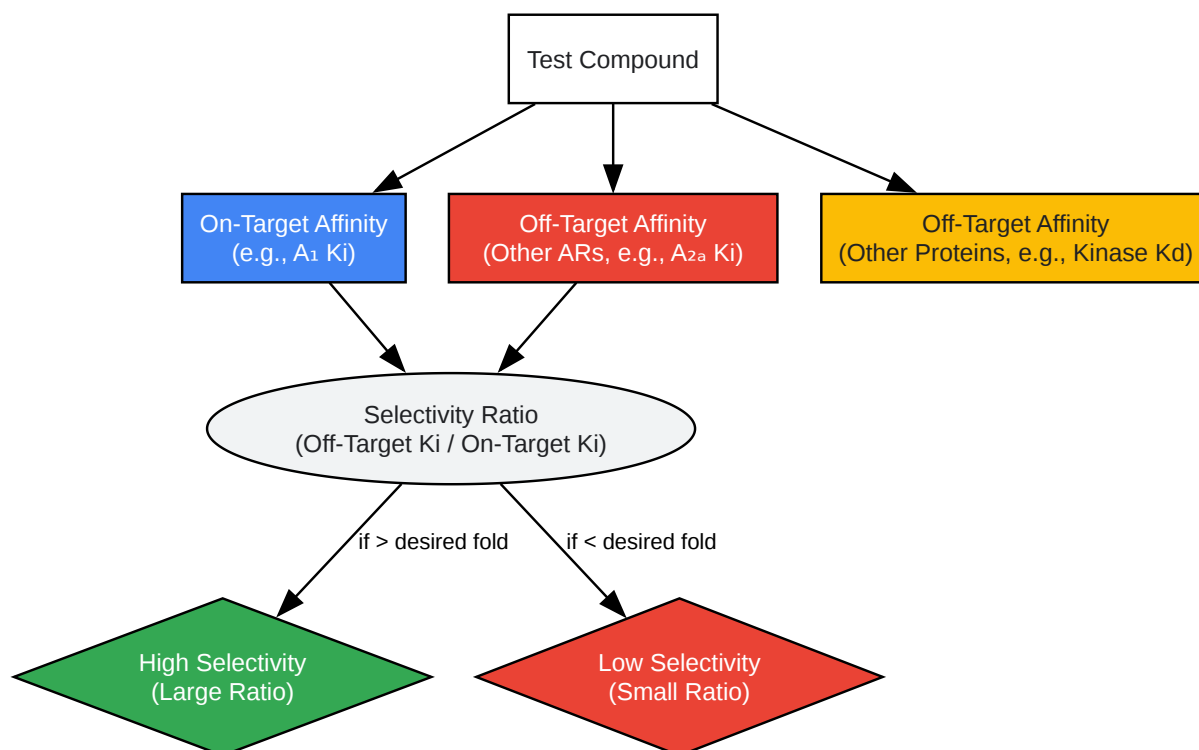 Test Compound
On-Target Affinity
(e.g., A₁ Ki)
Off-Target Affinity
(Other ARs, e.g., A₂ₐ Ki)
Off-Target Affinity
(Other Proteins, e.g., Kinase Kd)
Selectivity Ratio
(Off-Target Ki / On-Target Ki)
if > desired fold
if < desired fold
High Selectivity
(Large Ratio)
Low Selectivity
(Small Ratio)